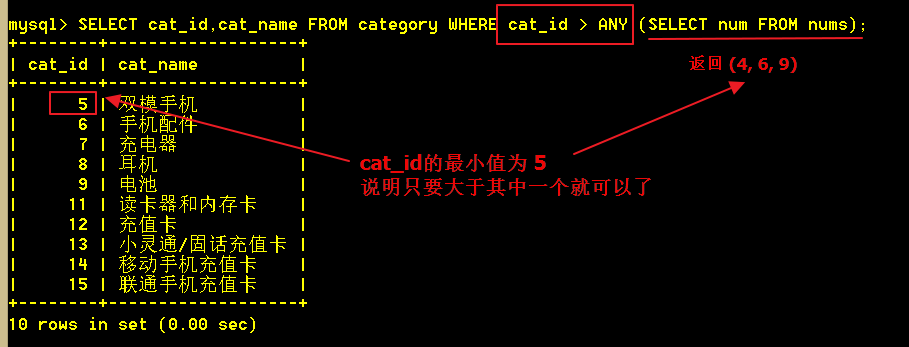 mysql> SELECT cat_id,cat_name FROM category WHERE cat_id > ANY (SELECT num FROM nums);
+--------+-------------------+
| cat_id | cat_name          |
+--------+-------------------+
返回 (4, 6, 9)
| 5 | 双模手机 |
| 6 | 手机配件 |
| 7 | 充电器 |
| 8 | 耳机 |
cat_id的最小值为 5
| 9 | 电池 |
说明只要大于其中一个就可以了
| 11 | 读卡器和内存卡 |
| 12 | 充值卡 |
| 13 | 小灵通/固话充值卡 |
| 14 | 移动手机充值卡 |
| 15 | 联通手机充值卡 |
+--------+-------------------+
10 rows in set (0.00 sec)